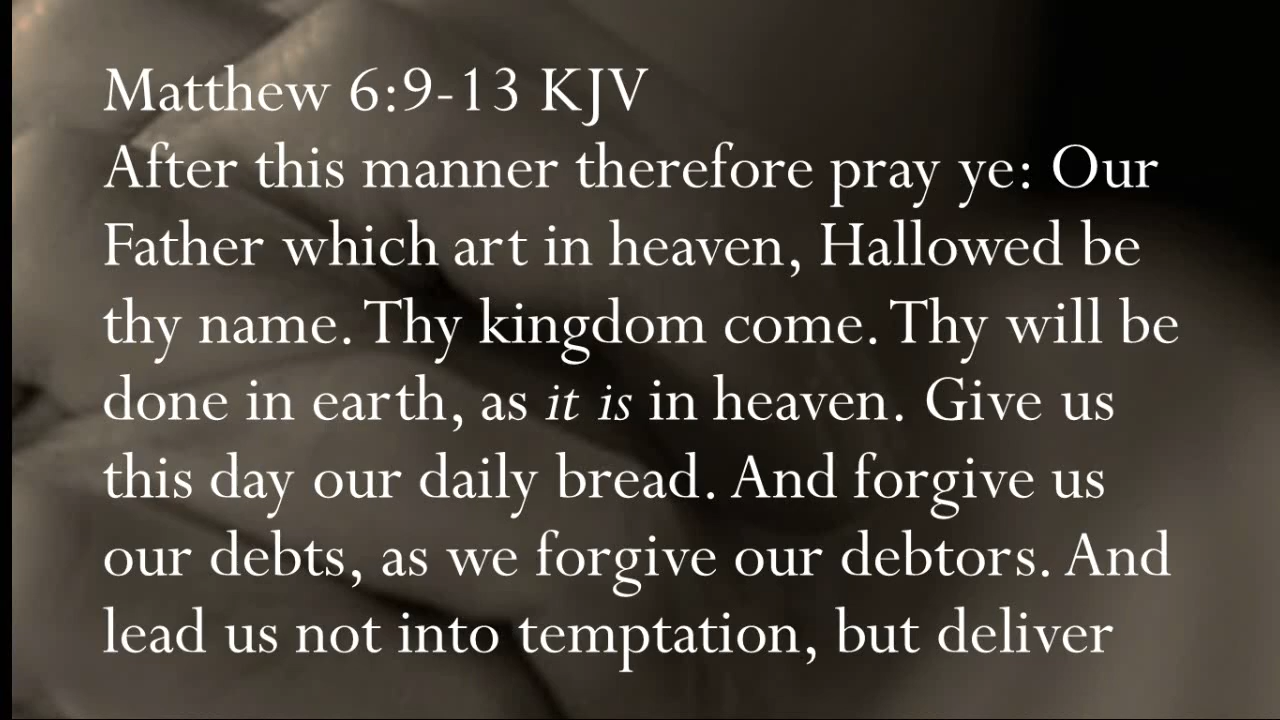 Matthew 6:9-13 KJV
After this manner therefore pray ye: Our
Father which art in heaven, Hallowed be
thy name. Thy kingdom come. Thy will be
done in earth, as it is in heaven. Give us
this day our daily bread. And forgive us
our debts, as we forgive our debtors. And
lead us not into temptation, but deliver